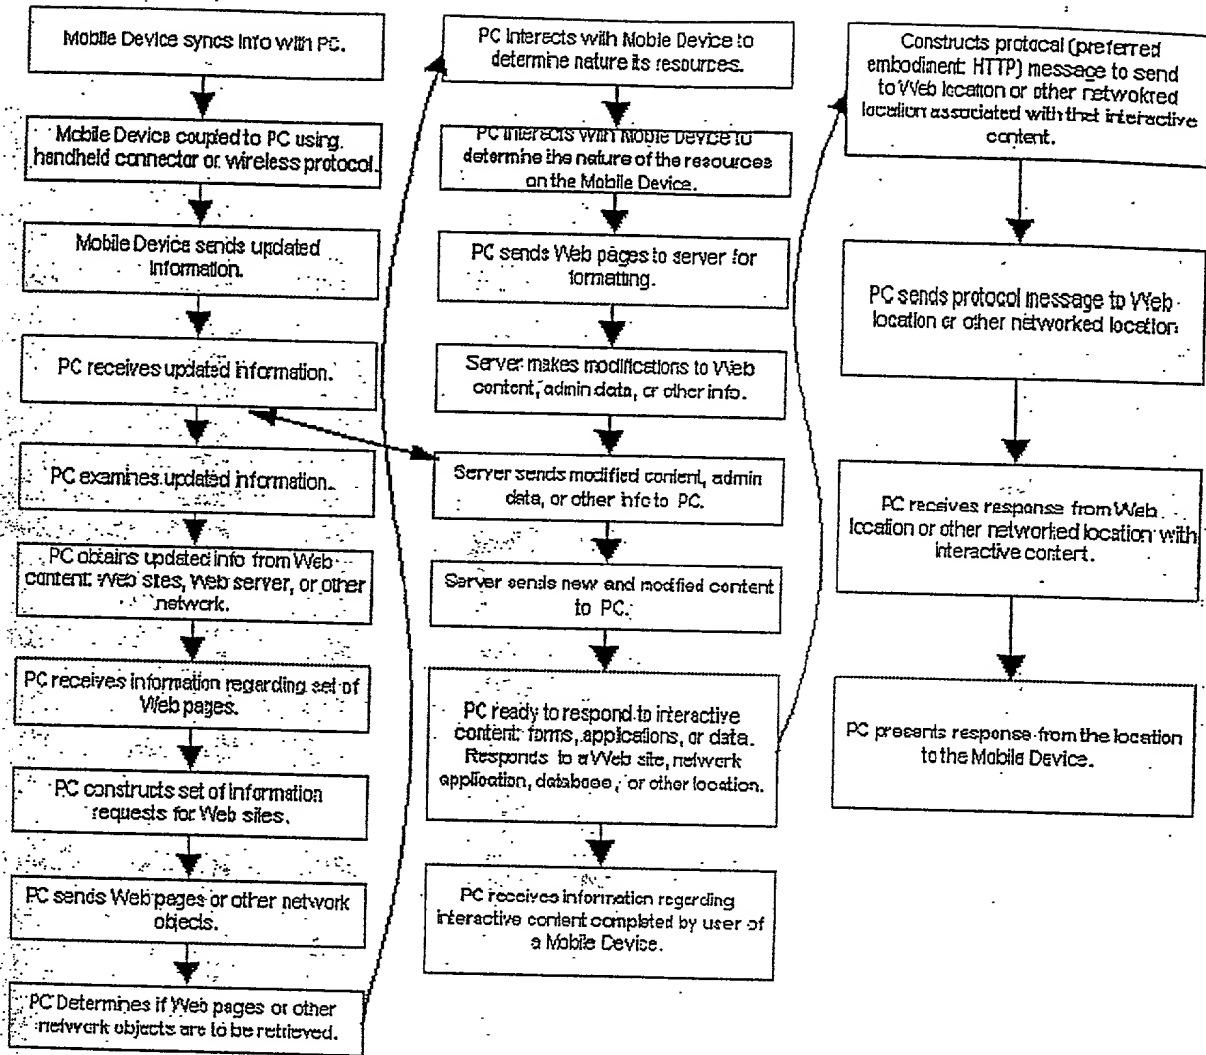 Mobile Device syncs info with PC.
Mobile Device coupled to PC using
handheld connector or wireless protocol.
Mobile Device sends updated
information.
PC receives updated information.
PC examines updated information.
PC obtains updated info from Web
content: Web sites, Web server, or other
network.
PC receives information regarding set of
Web pages.
PC constructs set of information
requests for Web sites.
PC sends Web pages or other network
objects.
PC Determines if Web pages or other
network objects are to be retrieved.
PC Interacts with Mobile Device to
determine nature its resources.
PC Interacts with Mobile Device to
determine the nature of the resources
on the Mobile Device.
PC sends Web pages to server for
formatting.
Server makes modifications to Web
content, admin data, or other info.
Server sends modified content, admin
data, or other info to PC.
Server sends new and modified content
to PC.
PC ready to respond to interactive
content: forms, applications, or data.
Responds to a Web site, network
application, database, or other location.
PC receives information regarding
interactive content completed by user of
a Mobile Device.
Constructs protocal (preferred
embodiment: HTTP) message to send
to Web location or other netwokred
location associated with that interactive
content.
PC sends protocol message to Web
location or other networked location
PC receives response from Web
location or other networked location with
interactive content.
PC presents response from the location
to the Mobile Device.